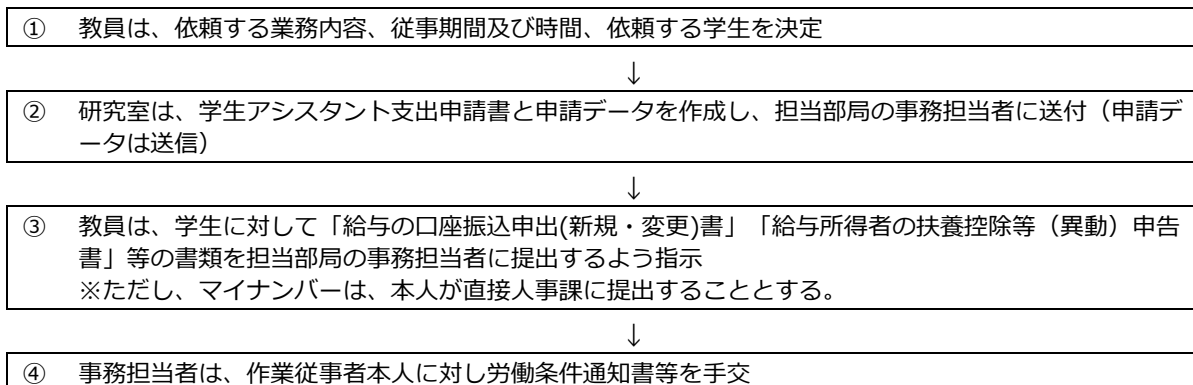 ① 教員は、依頼する業務内容、従事期間及び時間、依頼する学生を決定
↓
② 研究室は、学生アシスタント支出申請書と申請データを作成し、担当部局の事務担当者に送付（申請デ
ータは送信）
↓
③ 教員は、学生に対して「給与の口座振込申出(新規・変更)書」「給与所得者の扶養控除等（異動）申告
書」等の書類を担当部局の事務担当者に提出するよう指示
※ただし、マイナンバーは、本人が直接人事課に提出することとする。
↓
④ 事務担当者は、作業従事者本人に対し労働条件通知書等を手交